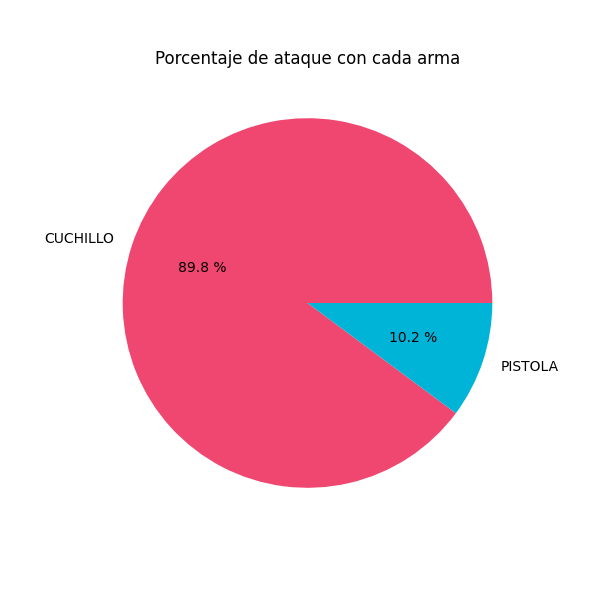 Porcentaje de ataque con cada arma
CUCHILLO
89.8 %
10.2 %
PISTOLA